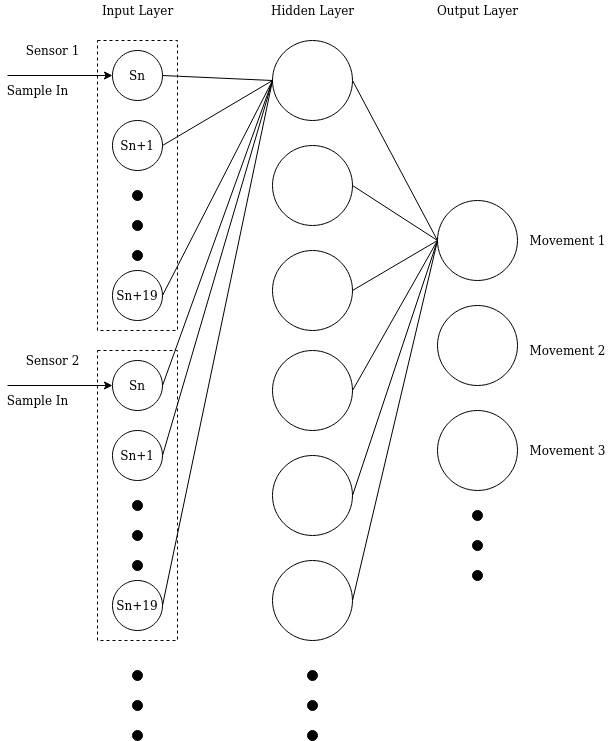 Input Layer
Hidden Layer
Output Layer
Sensor 1
Sn
Sample In
Sn+1
Sn+19
Movement 1
Movement 2
Movement 3
Sensor 2
Sn
Sample In
Sn+1
Sn+19